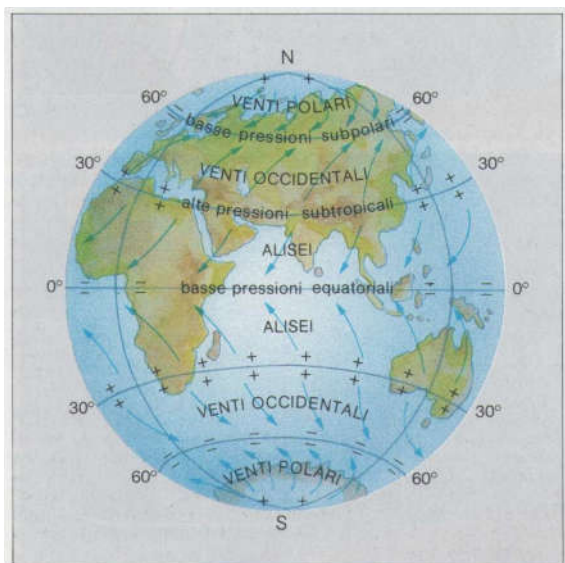 N
60° 60°
VENTI POLARI
basse pressioni subpolari
30° 30°
VENTI OCCIDENTALI
alte pressioni subtropicali
ALISEI
0° basse pressioni equatoriali 0°
ALISEI
30° 30°
VENTI OCCIDENTALI
60° 60°
VENTI POLARI
S